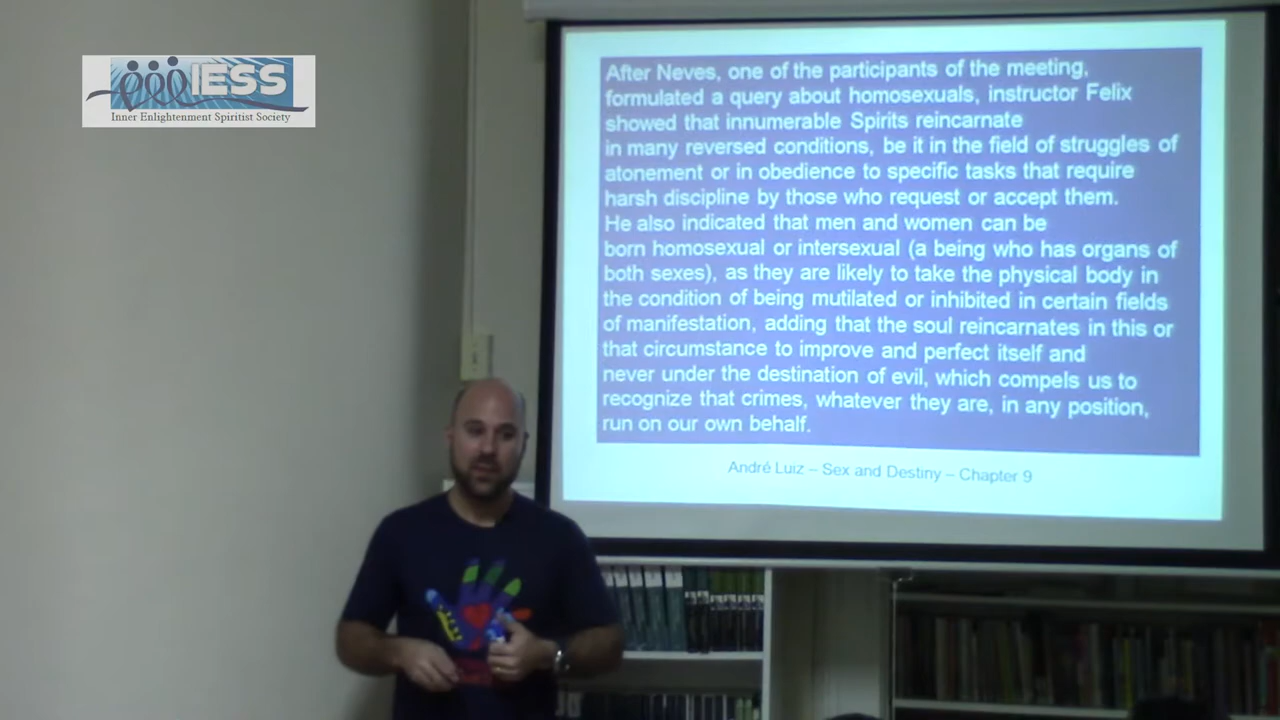 IESS
Inner Enlightenment Spiritist Society
After Neves, one of the participants of the meeting,
formulated a query about homosexuals, instructor Felix
showed that innumerable Spirits reincarnate
in many reversed conditions, be it in the field of struggles of
atonement or in obedience to specific tasks that require
harsh discipline by those who request or accept them.
He also indicated that men and women can be
born homosexual or intersexual (a being who has organs of
both sexes), as they are likely to take the physical body in
the condition of being mutilated or inhibited in certain fields
of manifestation, adding that the soul reincarnates in this or
that circumstance to improve and perfect itself and
never under the destination of evil, which compels us to
recognize that crimes, whatever they are, in any position,
run on our own behalf.
André Luiz – Sex and Destiny – Chapter 9